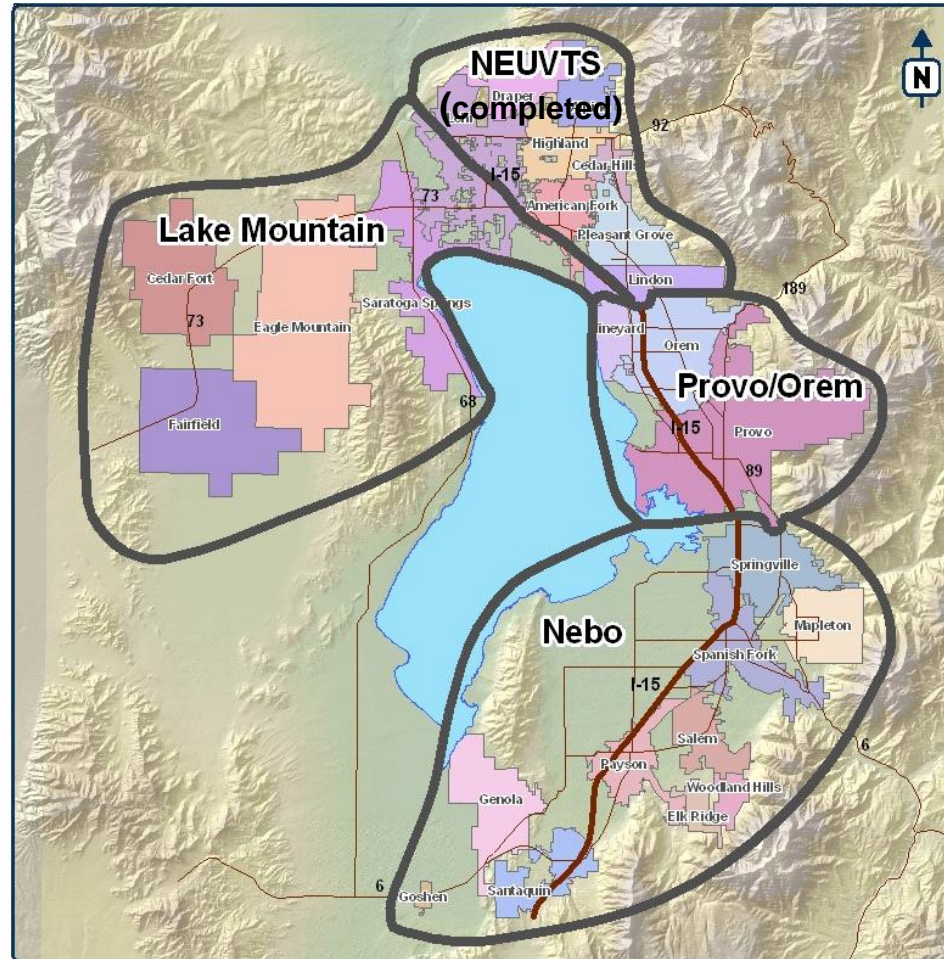 NEUVTS
N
Draper
(completed)
92
Highland
Cedar Hills
I-15
73
American Fork
Lake Mountain
Pleasant Grove
Cedar Fort
Lindon
189
Saratoga Springs
73
Eagle Mountain
ineyard
Orem
Provo/Orem
68
Fairfield
I-15
Provo
89
Springville
Nebo
Mapleton
Spanish Fork
I-15
Salem
6
Payson
Woodland Hills
Genola
Elk Ridge
6
Santaquin
Goshen